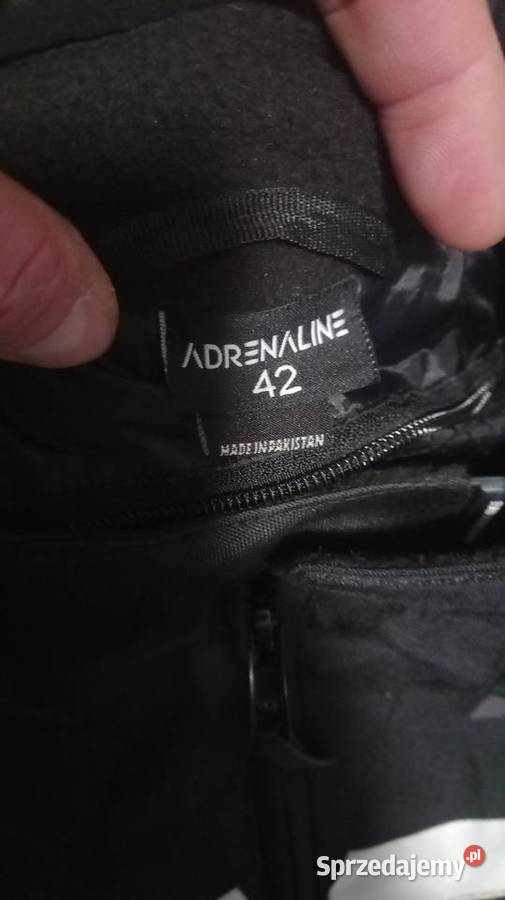 ADRENALINE
42
MADE IN PAKISTAN
Sprzedajemy.pl